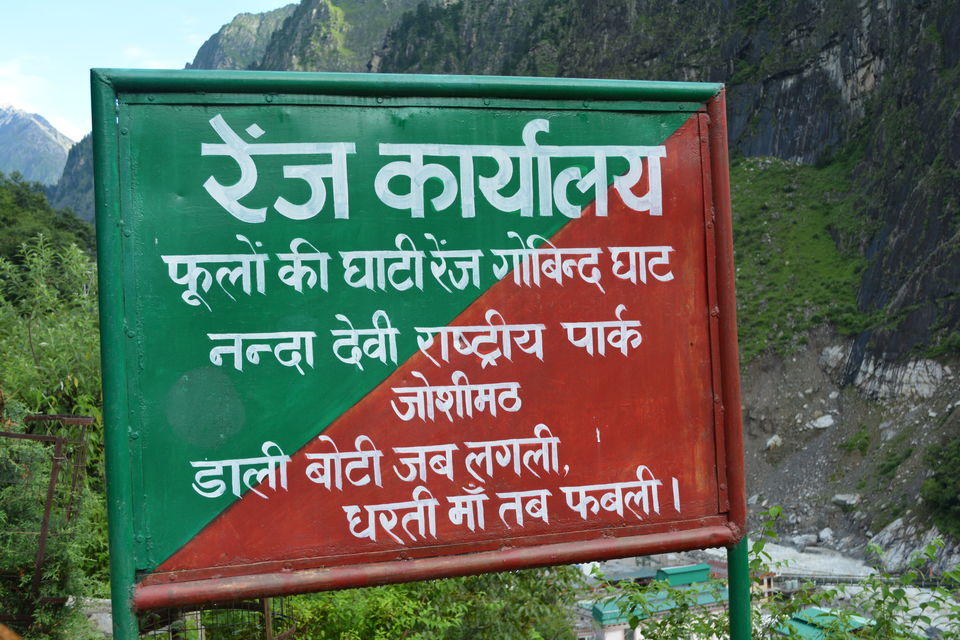 रेंज कार्यालय
फूलों की घाटी रेंज गोबिन्द घाट
नन्दा देवी राष्ट्रीय पार्क
जोशीमठ
डाली बोटी जब लगली,
धरती माँ तब फबली।